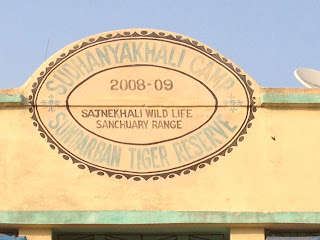 SUDHANYAKHALI CAMP
2008-09
SAJNEKHALI WILD LIFE
SANCHUARY RANGE
SUNDARBAN TIGER RESERVE